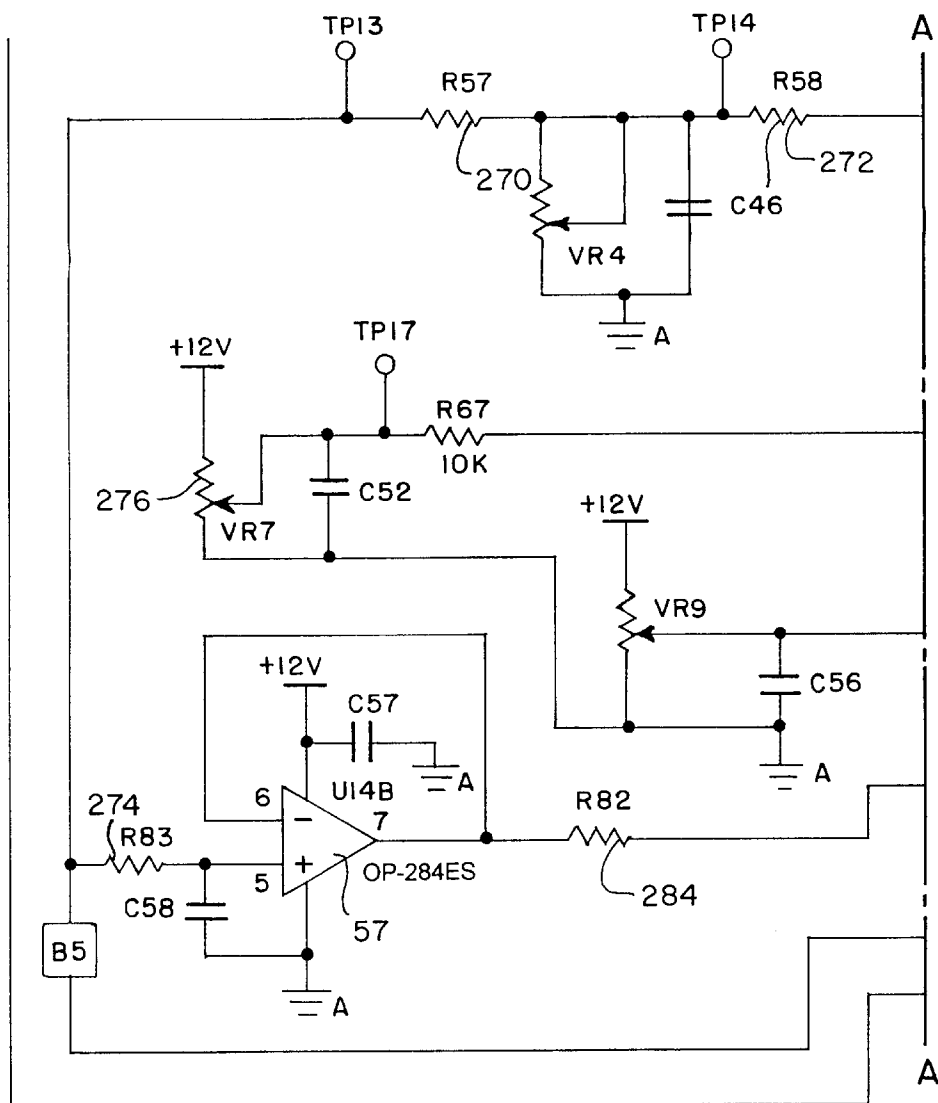 TP13
TP14
A
R57
R58
270
272
VR4
C46
A
TP17
+12V
R67
10K
276
VR7
C52
+12V
VR9
+12V
C57
C56
A
A
U14B
6
7
R82
274
R83
5
OP-284ES
C58
57
284
B5
A
A